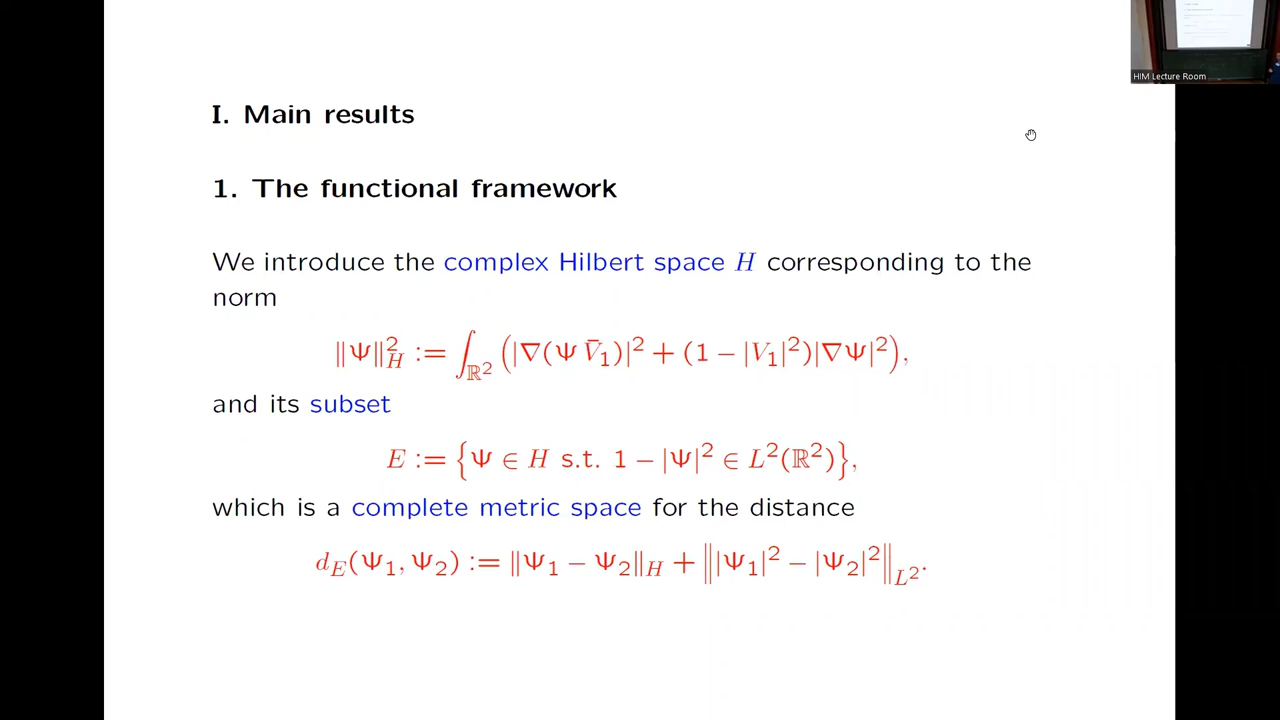 HIM Lecture Room
I. Main results
1. The functional framework
We introduce the complex Hilbert space H corresponding to the
norm
‖Ψ‖²_H := ∫_{ℝ²} (|∇(Ψ V̄₁)|² + (1 − |V₁|²)|∇Ψ|²),
and its subset
E := {Ψ ∈ H s.t. 1 − |Ψ|² ∈ L²(ℝ²)},
which is a complete metric space for the distance
d_E(Ψ₁, Ψ₂) := ‖Ψ₁ − Ψ₂‖_H + ‖|Ψ₁|² − |Ψ₂|²‖_{L²}.